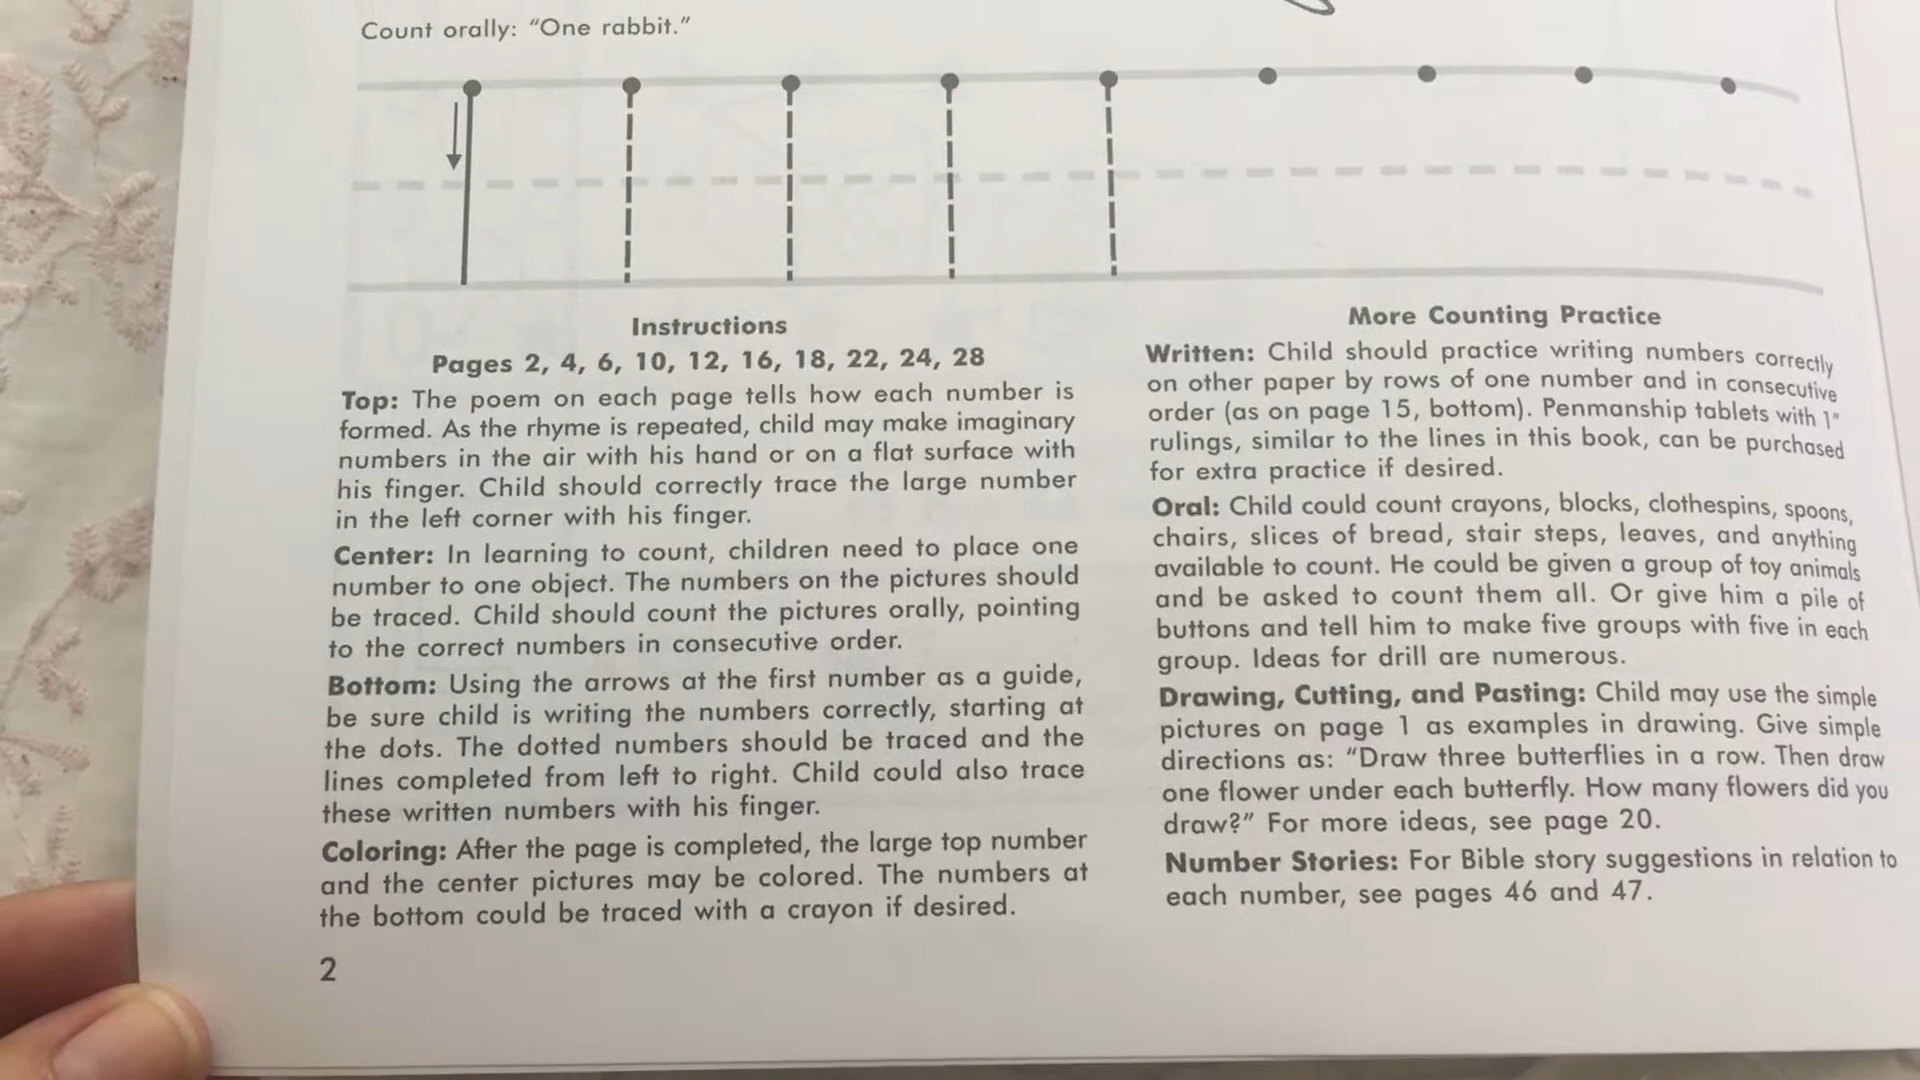 Count orally: “One rabbit.”
Instructions
Pages 2, 4, 6, 10, 12, 16, 18, 22, 24, 28
Top: The poem on each page tells how each number is
formed. As the rhyme is repeated, child may make imaginary
numbers in the air with his hand or on a flat surface with
his finger. Child should correctly trace the large number
in the left corner with his finger.
Center: In learning to count, children need to place one
number to one object. The numbers on the pictures should
be traced. Child should count the pictures orally, pointing
to the correct numbers in consecutive order.
Bottom: Using the arrows at the first number as a guide,
be sure child is writing the numbers correctly, starting at
the dots. The dotted numbers should be traced and the
lines completed from left to right. Child could also trace
these written numbers with his finger.
Coloring: After the page is completed, the large top number
and the center pictures may be colored. The numbers at
the bottom could be traced with a crayon if desired.
2
More Counting Practice
Written: Child should practice writing numbers correctly
on other paper by rows of one number and in consecutive
order (as on page 15, bottom). Penmanship tablets with 1"
rulings, similar to the lines in this book, can be purchased
for extra practice if desired.
Oral: Child could count crayons, blocks, clothespins, spoons,
chairs, slices of bread, stair steps, leaves, and anything
available to count. He could be given a group of toy animals
and be asked to count them all. Or give him a pile of
buttons and tell him to make five groups with five in each
group. Ideas for drill are numerous.
Drawing, Cutting, and Pasting: Child may use the simple
pictures on page 1 as examples in drawing. Give simple
directions as: “Draw three butterflies in a row. Then draw
one flower under each butterfly. How many flowers did you
draw?” For more ideas, see page 20.
Number Stories: For Bible story suggestions in relation to
each number, see pages 46 and 47.